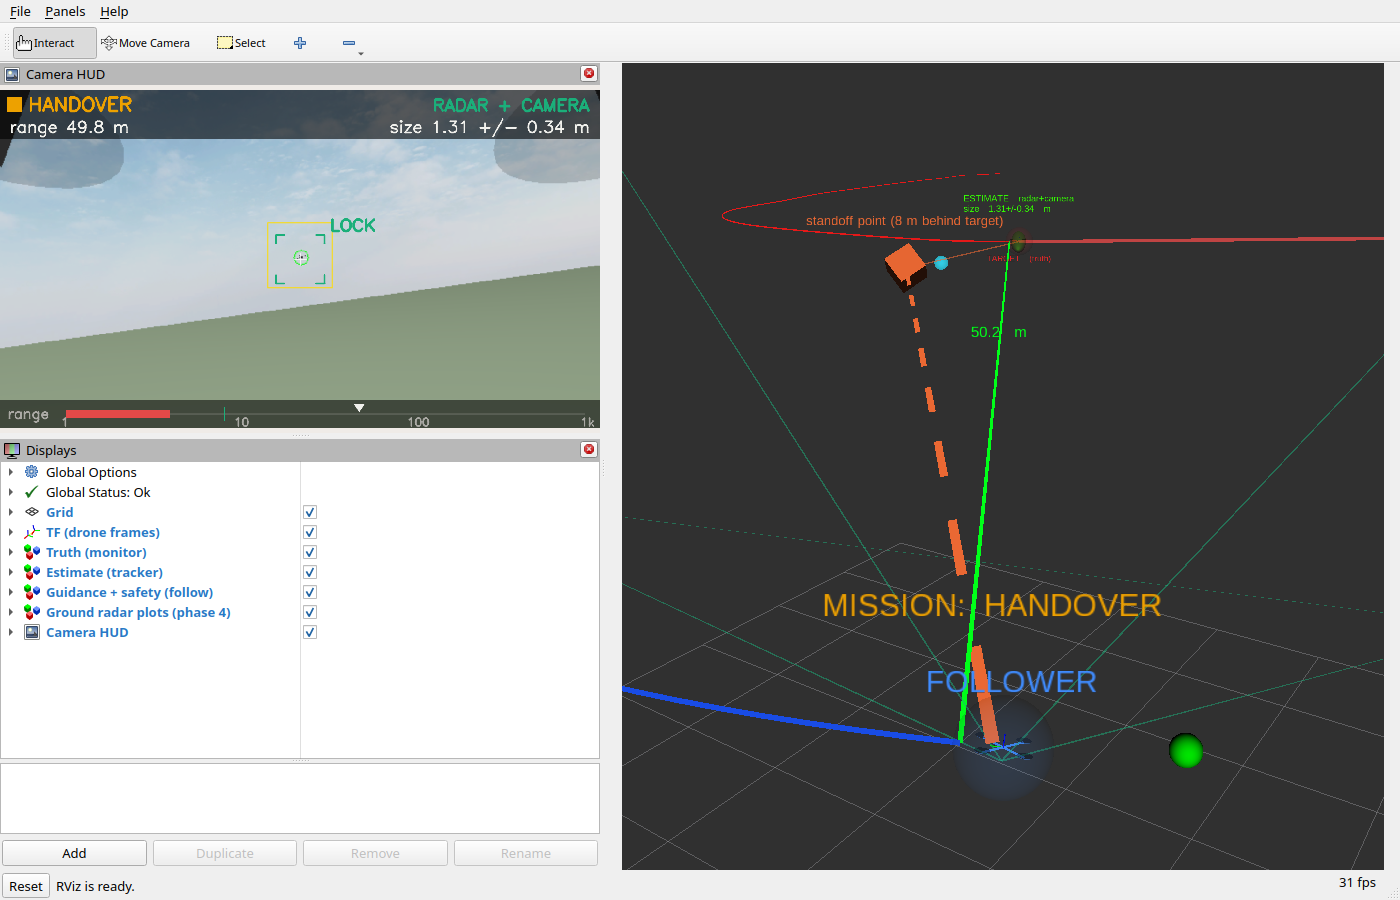 File Panels Help
Interact Move Camera Select
Camera HUD
HANDOVER RADAR + CAMERA
range 49.8 m size 1.31 +/- 0.34 m
LOCK
range 1 10 100 1k
Displays
Global Options
Global Status: Ok
Grid
TF (drone frames)
Truth (monitor)
Estimate (tracker)
Guidance + safety (follow)
Ground radar plots (phase 4)
Camera HUD
Add Duplicate Remove Rename
Reset RViz is ready.
ESTIMATE radar+camera
size 1.31+/-0.34 m
standoff point (8 m behind target)
TARGET (truth)
50.2 m
MISSION: HANDOVER
FOLLOWER
31 fps